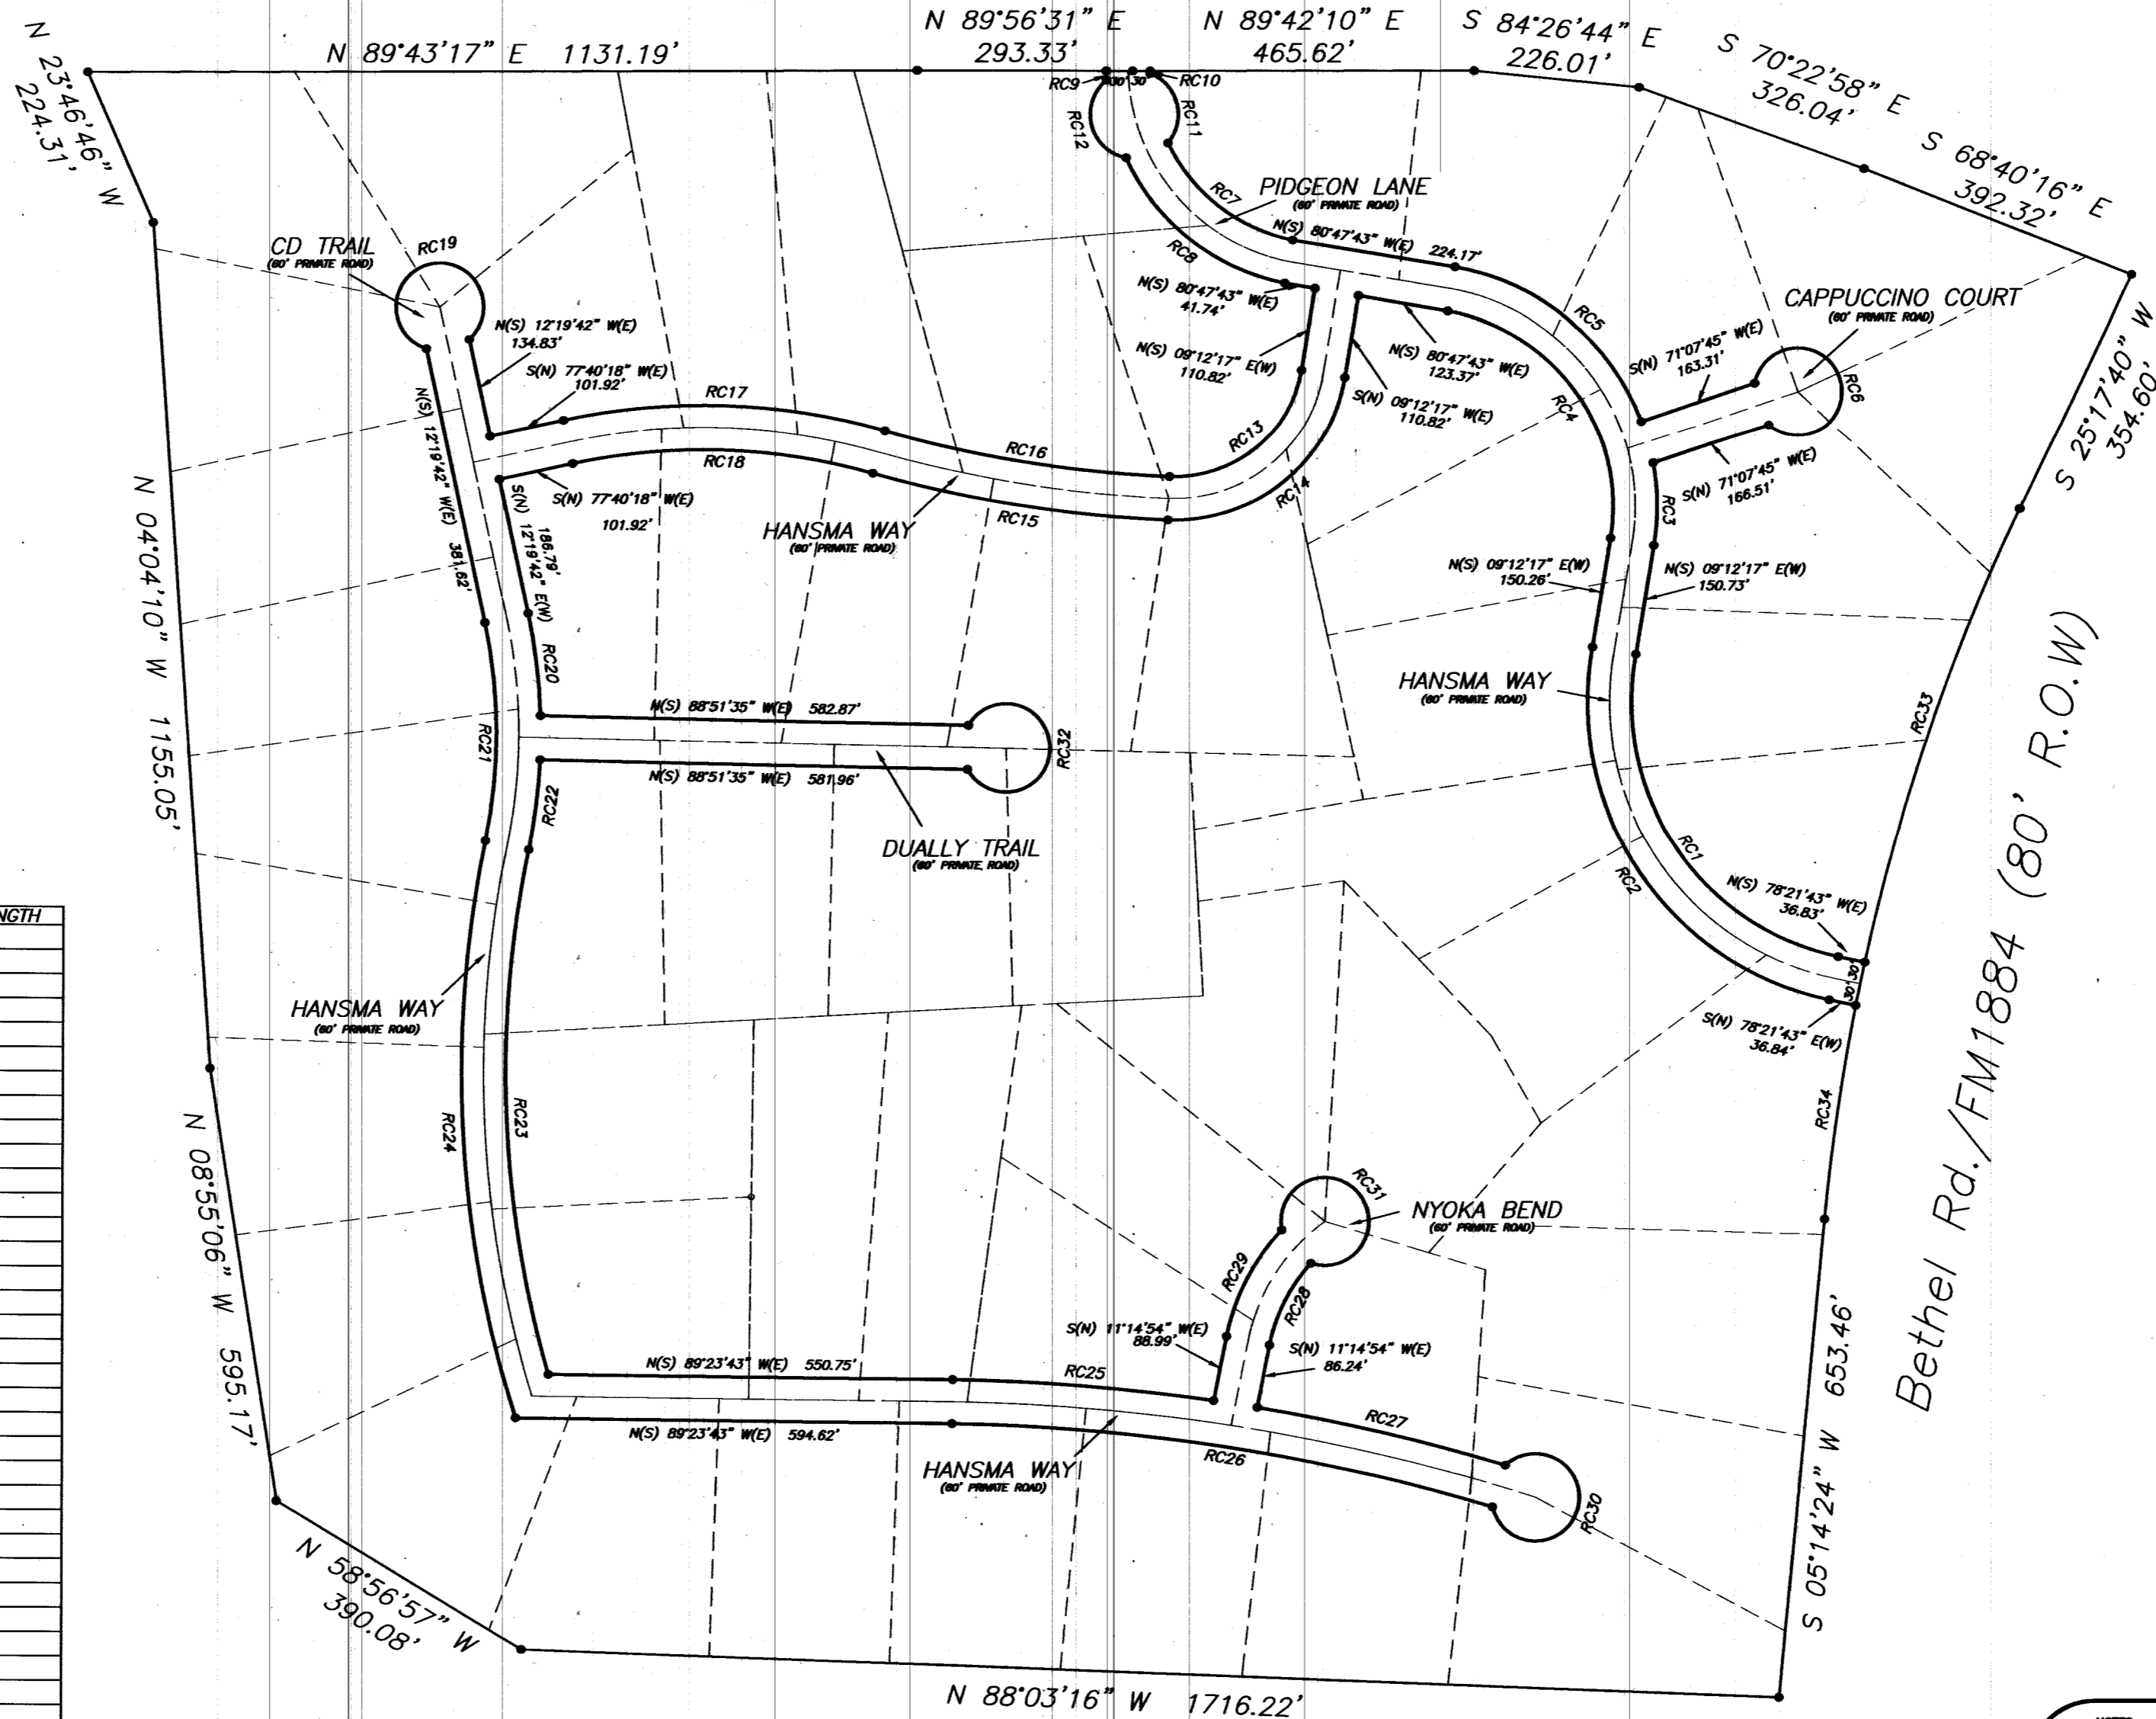 N 89°56'31" E
293.33'
N 89°42'10" E
465.62'
S 84°26'44" E
226.01'
S 70°22'58" E
326.04'
S 68°40'16" E
392.32'
N 89°43'17" E 1131.19'
N 23°46'46" W
224.31'
RC9
30'
RC10
RC11
RC12
PIDGEON LANE
(60' PRIVATE ROAD)
RC7
N(S) 80°47'43" W(E) 224.17'
RC8
N(S) 80°47'43" W(E)
41.74'
CD TRAIL
(60' PRIVATE ROAD)
RC19
CAPPUCCINO COURT
(60' PRIVATE ROAD)
RC5
S(N) 71°07'45" W(E)
163.31'
RC6
S 25°17'40" W
354.60'
N(S) 12°19'42" W(E)
134.83'
S(N) 77°40'18" W(E)
101.92'
N(S) 09°12'17" E(W)
110.82'
N(S) 80°47'43" W(E)
123.37'
S(N) 09°12'17" W(E)
110.82'
RC4
RC17
RC16
RC13
RC18
RC14
RC15
S(N) 71°07'45" W(E)
166.51'
RC3
N(S) 12°19'42" W(E) 381.62'
S(N) 77°40'18" W(E)
101.92'
186.79'
S(N) 12°19'42" E(W)
HANSMA WAY
(60' PRIVATE ROAD)
N(S) 09°12'17" E(W)
150.26'
N(S) 09°12'17" E(W)
150.73'
N 04°04'10" W 1155.05'
RC20
RC21
N(S) 88°51'35" W(E) 582.87'
RC32
N(S) 88°51'35" W(E) 581.96'
RC22
HANSMA WAY
(60' PRIVATE ROAD)
RC33
DUALLY TRAIL
(60' PRIVATE ROAD)
RC1
RC2
N(S) 78°21'43" W(E)
36.83'
30'
30'
S(N) 78°21'43" E(W)
36.84'
Bethel Rd./FM1884 (80' R.O.W)
NGTH
HANSMA WAY
(60' PRIVATE ROAD)
RC24
RC23
RC34
N 08°55'06" W 595.17'
RC31
NYOKA BEND
(60' PRIVATE ROAD)
RC29
RC28
S(N) 11°14'54" W(E)
88.99'
S(N) 11°14'54" W(E)
86.24'
N(S) 89°23'43" W(E) 550.75'
RC25
N(S) 89°23'43" W(E) 594.62'
RC27
RC26
HANSMA WAY
(60' PRIVATE ROAD)
RC30
S 05°14'24" W 653.46'
N 58°56'57" W
390.08'
N 88°03'16" W 1716.22'